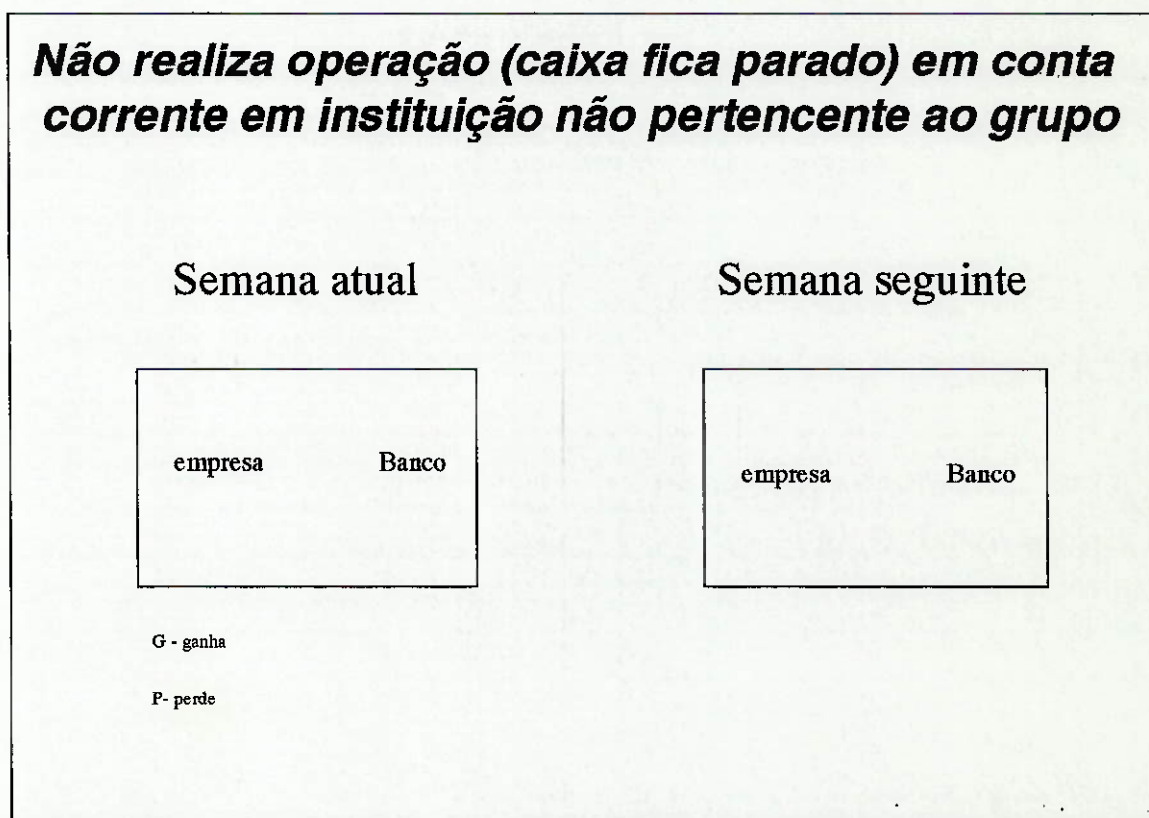 Não realiza operação (caixa fica parado) em conta
corrente em instituição não pertencente ao grupo
Semana atual
Semana seguinte
empresa Banco
empresa Banco
G - ganha
P- perde